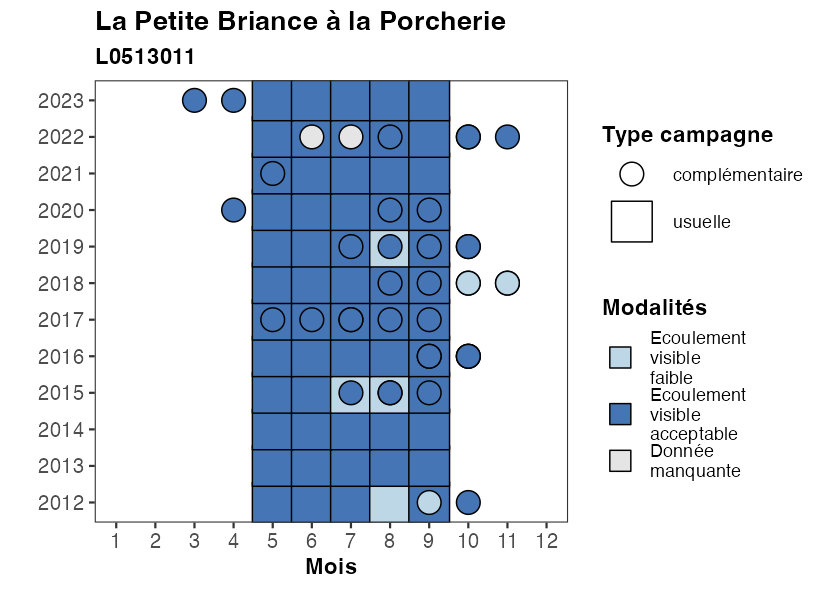 La Petite Briance à la Porcherie
L0513011
2023
2022
2021
2020
2019
2018
2017
2016
2015
2014
2013
2012
1 2 3 4 5 6 7 8 9 10 11 12
Mois
Type campagne
complémentaire
usuelle
Modalités
Ecoulement
visible
faible
Ecoulement
visible
acceptable
Donnée
manquante